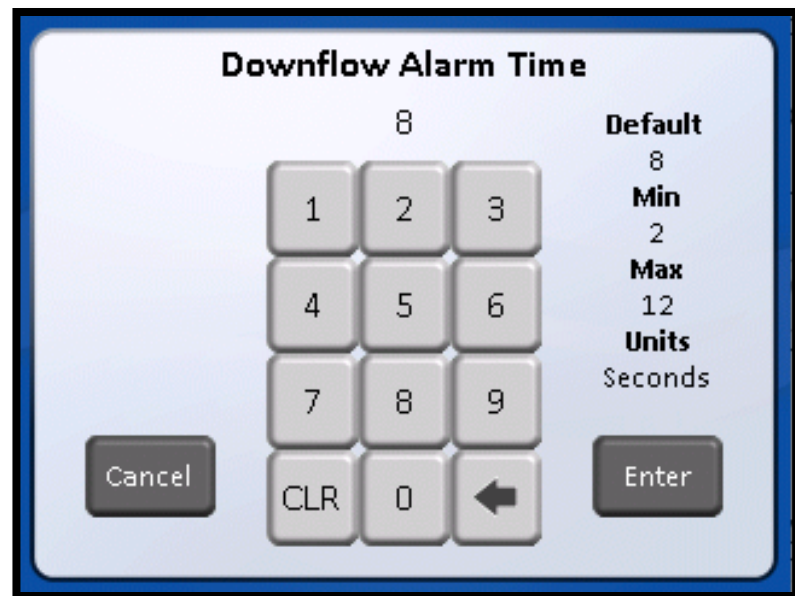 Downflow Alarm Time
8
Default
8
Min
2
Max
12
Units
Seconds
1 2 3
4 5 6
7 8 9
CLR 0
Cancel
Enter